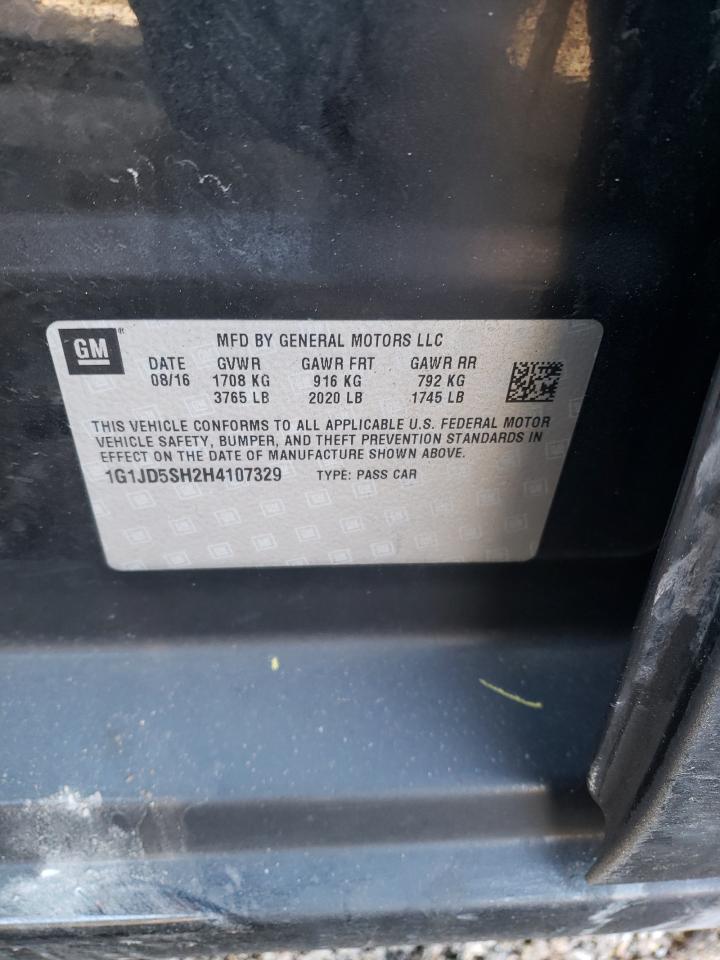 GM
MFD BY GENERAL MOTORS LLC
DATE GVWR GAWR FRT GAWR RR
08/16 1708 KG 916 KG 792 KG
3765 LB 2020 LB 1745 LB
THIS VEHICLE CONFORMS TO ALL APPLICABLE U.S. FEDERAL MOTOR
VEHICLE SAFETY, BUMPER, AND THEFT PREVENTION STANDARDS IN
EFFECT ON THE DATE OF MANUFACTURE SHOWN ABOVE.
1G1JD5SH2H4107329 TYPE: PASS CAR